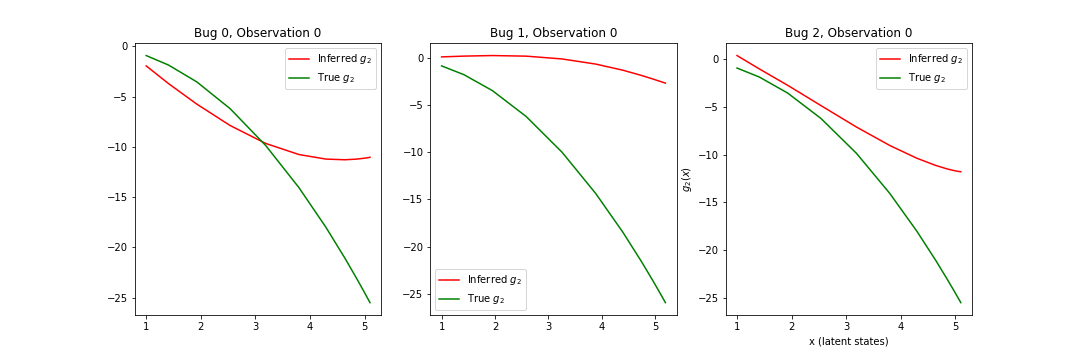 Bug 0, Observation 0
Inferred g₂
True g₂
0
−5
−10
−15
−20
−25
1 2 3 4 5
Bug 1, Observation 0
0
−5
−10
−15
−20
−25
Inferred g₂
True g₂
1 2 3 4 5
Bug 2, Observation 0
Inferred g₂
True g₂
g₂(x)
0
−5
−10
−15
−20
−25
1 2 3 4 5
x (latent states)